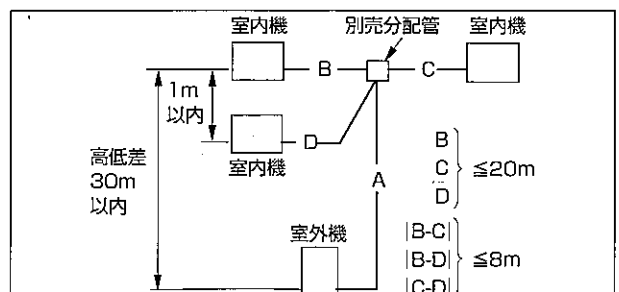 室内機
別売分配管
室内機
B
C
1m
以内
D
室内機
高低差
30m
以内
A
B
C
D
≦20m
室外機
|B-C|
|B-D|
|C-D|
≦8m